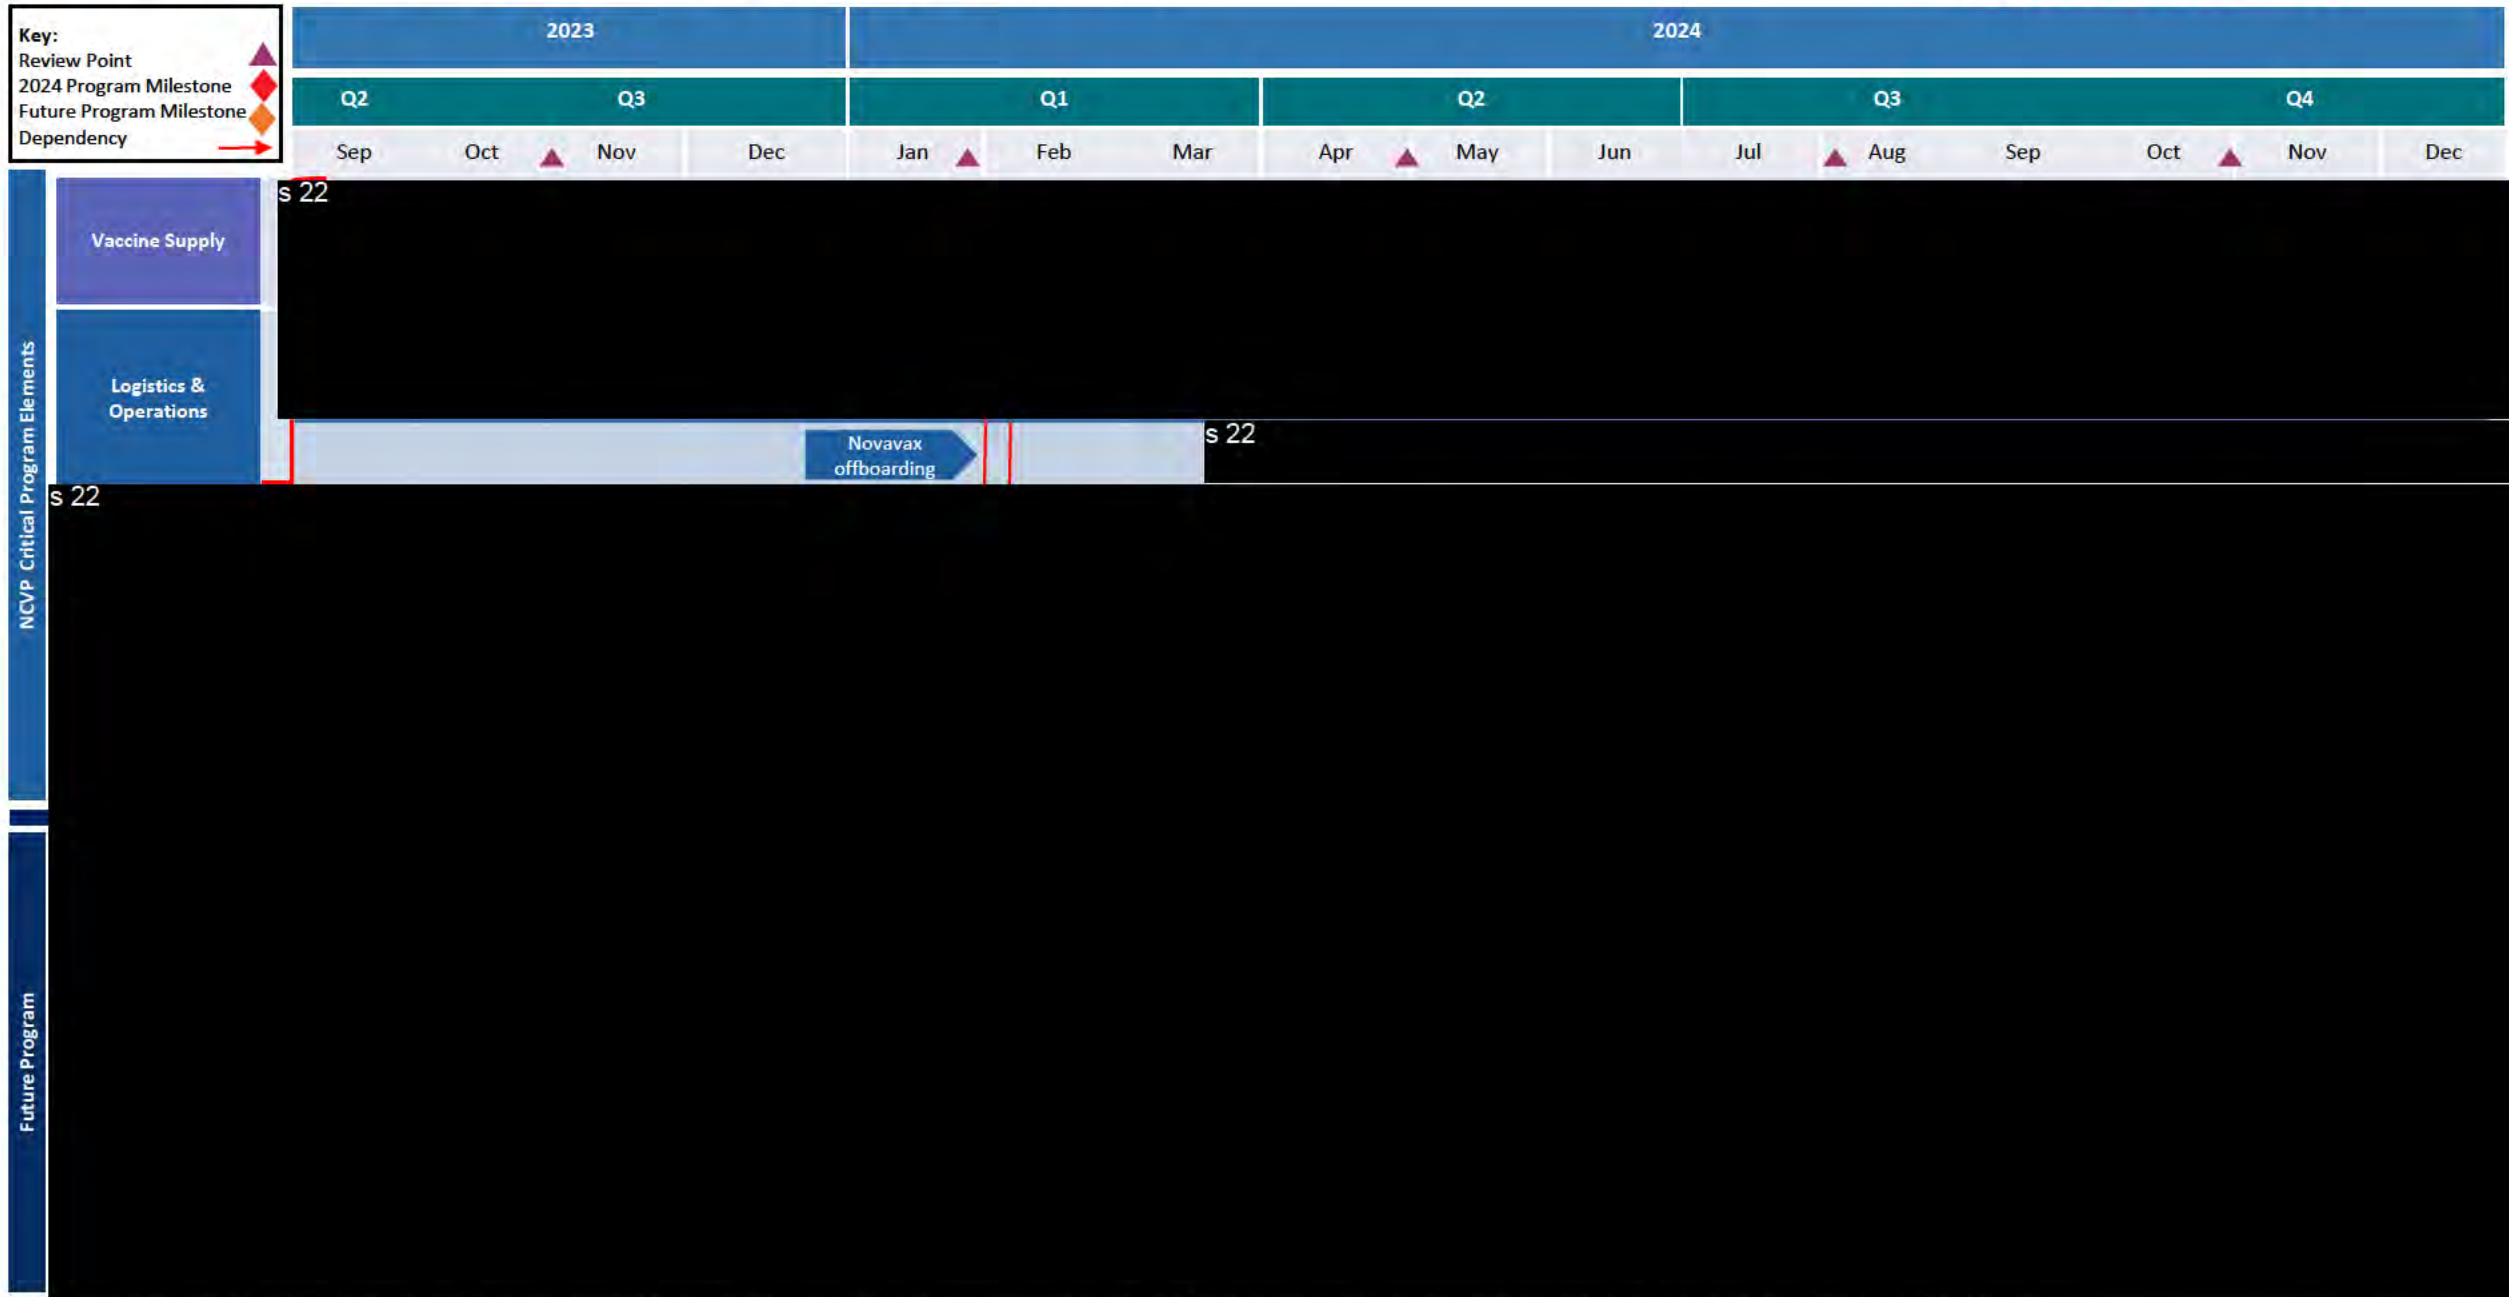 Key:
Review Point
2024 Program Milestone
Future Program Milestone
Dependency
2023
2024
Q2
Q3
Q1
Q2
Q3
Q4
Sep
Oct
Nov
Dec
Jan
Feb
Mar
Apr
May
Jun
Jul
Aug
Sep
Oct
Nov
Dec
NCVP Critical Program Elements
Vaccine Supply
s 22
Logistics &
Operations
Novavax
offboarding
s 22
s 22
Future Program